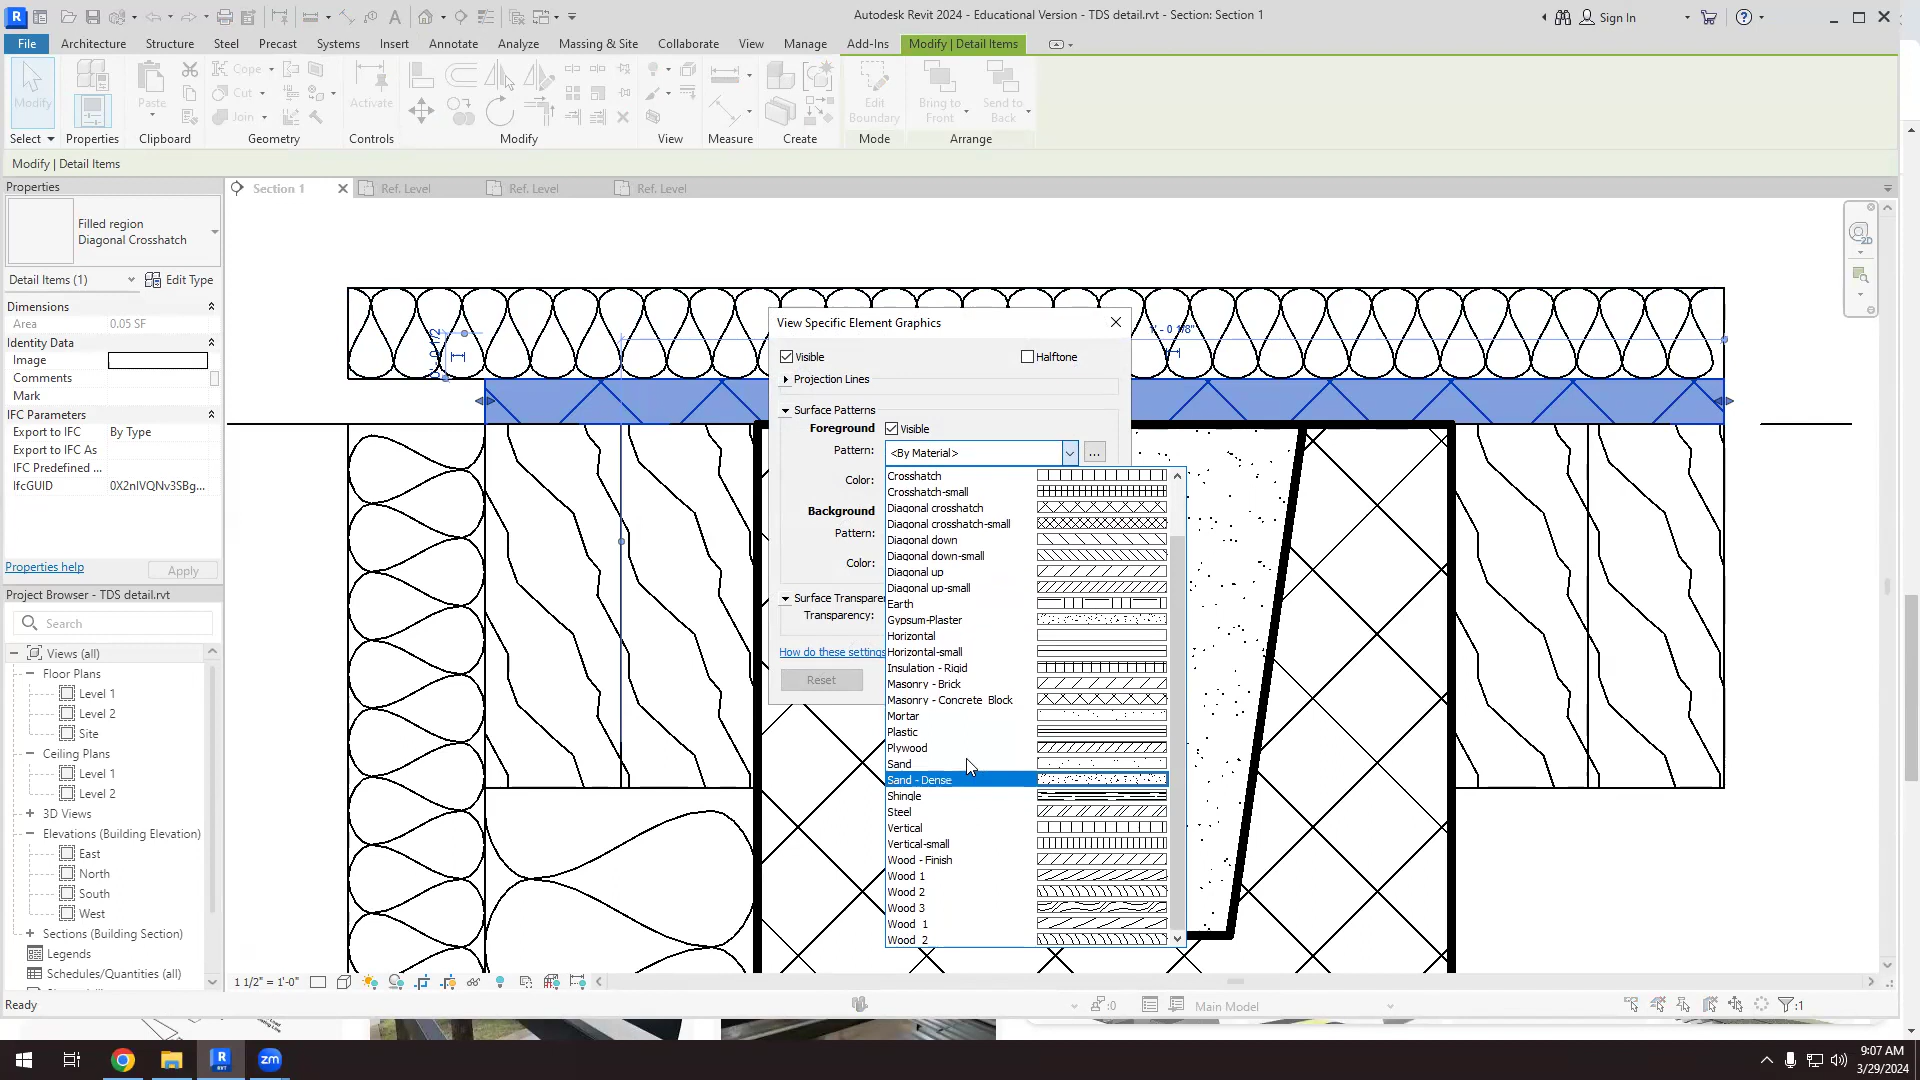 Autodesk Revit 2024 - Educational Version - TDS detail.rvt - Section: Section 1
Sign In
File Architecture Structure Steel Precast Systems Insert Annotate Analyze Massing & Site Collaborate View Manage Add-Ins Modify | Detail Items
Modify
Paste
Cope
Cut
Join
Activate
Edit
Boundary
Bring to
Front
Send to
Back
Select Properties Clipboard Geometry Controls Modify View Measure Create Mode Arrange
Modify | Detail Items
Properties
Section 1
Ref. Level
Ref. Level
Ref. Level
Filled region
Diagonal Crosshatch
Detail Items (1)
Edit Type
Dimensions
Area 0.05 SF
Identity Data
Image
Comments
Mark
IFC Parameters
Export to IFC By Type
Export to IFC As
IFC Predefined ...
IfcGUID 0X2nIVQNv3SBg...
Properties help
Apply
Project Browser - TDS detail.rvt
Search
Views (all)
Floor Plans
Level 1
Level 2
Site
Ceiling Plans
Level 1
Level 2
3D Views
Elevations (Building Elevation)
East
North
South
West
Sections (Building Section)
Legends
Schedules/Quantities (all)
1' - 0 1/8"
View Specific Element Graphics
Visible
Halftone
Projection Lines
Surface Patterns
Foreground Visible
Pattern: <By Material> ...
Color:
Background
Pattern:
Color:
Surface Transparen
Transparency:
How do these settings
Reset
Crosshatch
Crosshatch-small
Diagonal crosshatch
Diagonal crosshatch-small
Diagonal down
Diagonal down-small
Diagonal up
Diagonal up-small
Earth
Gypsum-Plaster
Horizontal
Horizontal-small
Insulation - Rigid
Masonry - Brick
Masonry - Concrete Block
Mortar
Plastic
Plywood
Sand
Sand - Dense
Shingle
Steel
Vertical
Vertical-small
Wood - Finish
Wood 1
Wood 2
Wood 3
Wood 1
Wood 2
1 1/2" = 1'-0"
Ready
:0
Main Model
:1
9:07 AM
3/29/2024